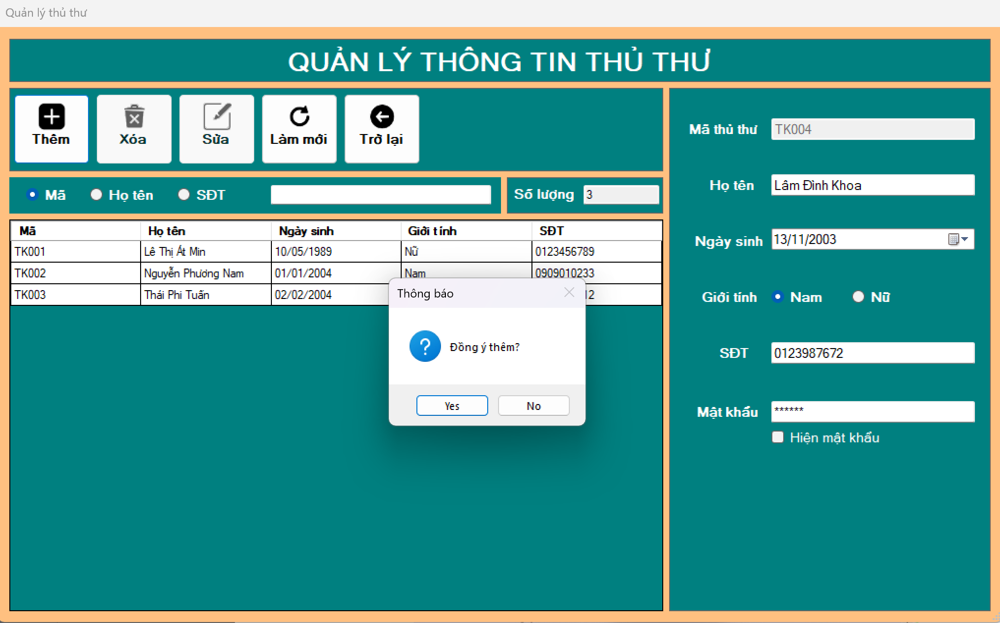 Quản lý thủ thư
QUẢN LÝ THÔNG TIN THỦ THƯ
Thêm
Xóa
Sửa
Làm mới
Trở lại
Mã
Họ tên
SĐT
Số lượng
3
Mã Họ tên Ngày sinh Giới tính SĐT
TK001 Lê Thị Át Min 10/05/1989 Nữ 0123456789
TK002 Nguyễn Phương Nam 01/01/2004 Nam 0909010233
TK003 Thái Phi Tuấn 02/02/2004 12
Thông báo
Đồng ý thêm?
Yes
No
Mã thủ thư TK004
Họ tên Lâm Đình Khoa
Ngày sinh 13/11/2003
Giới tính Nam Nữ
SĐT 0123987672
Mật khẩu ******
Hiện mật khẩu